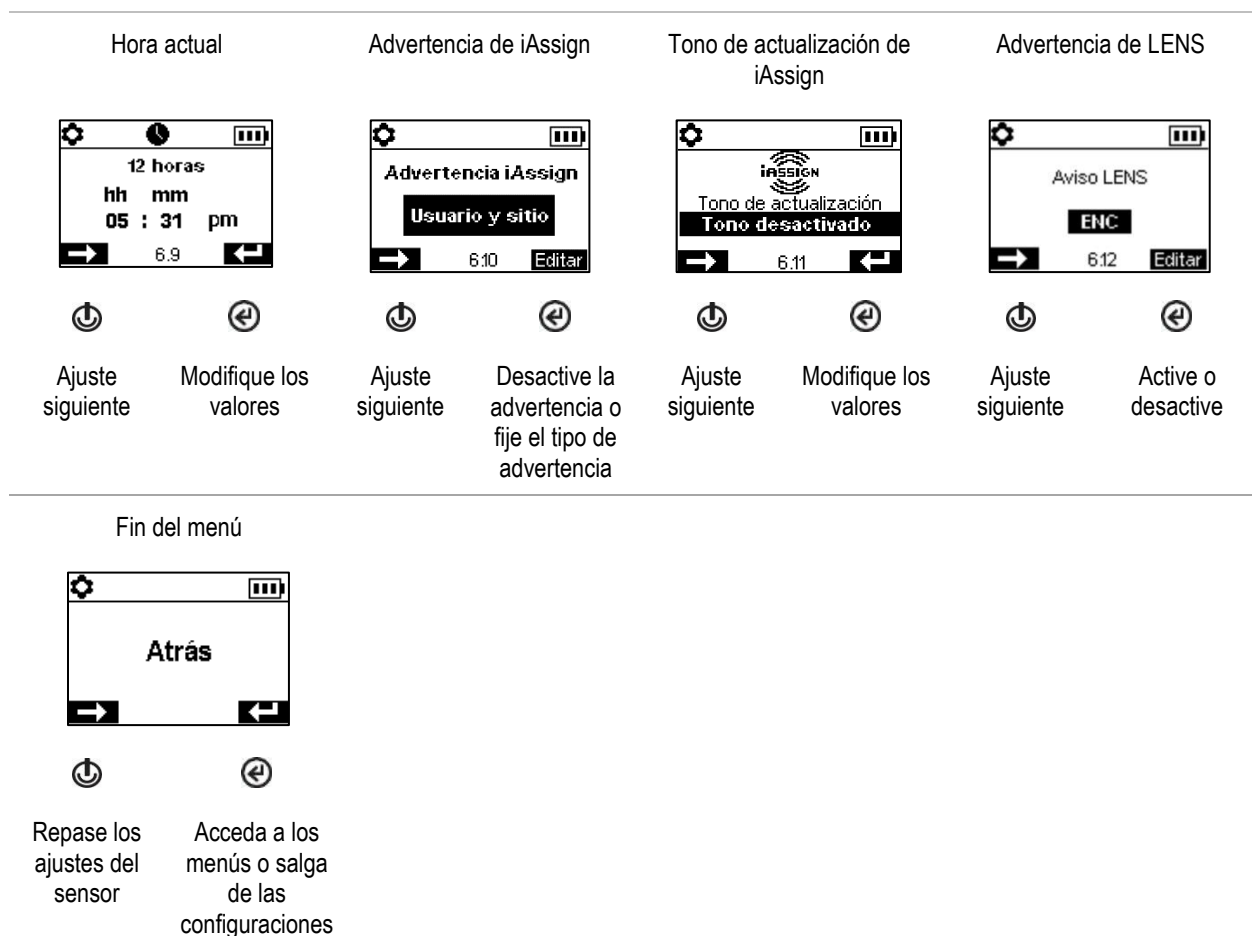 Hora actual
12 horas
hh mm
05 : 31 pm
6.9
Ajuste
siguiente
Modifique los
valores
Advertencia de iAssign
Advertencia iAssign
Usuario y sitio
6.10 Editar
Ajuste
siguiente
Desactive la
advertencia o
fije el tipo de
advertencia
Tono de actualización de
iAssign
iASSIGN
Tono de actualización
Tono desactivado
6.11
Ajuste
siguiente
Modifique los
valores
Advertencia de LENS
Aviso LENS
ENC
6.12 Editar
Ajuste
siguiente
Active o
desactive
Fin del menú
Atrás
Repase los
ajustes del
sensor
Acceda a los
menús o salga
de las
configuraciones